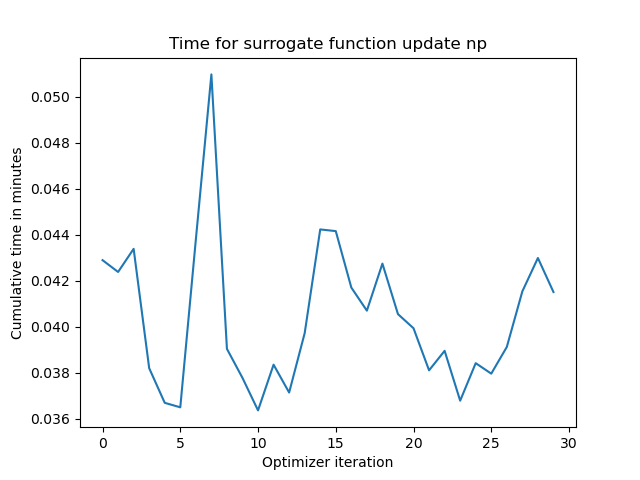 Time for surrogate function update np
Cumulative time in minutes
0.050
0.048
0.046
0.044
0.042
0.040
0.038
0.036
0 5 10 15 20 25 30
Optimizer iteration